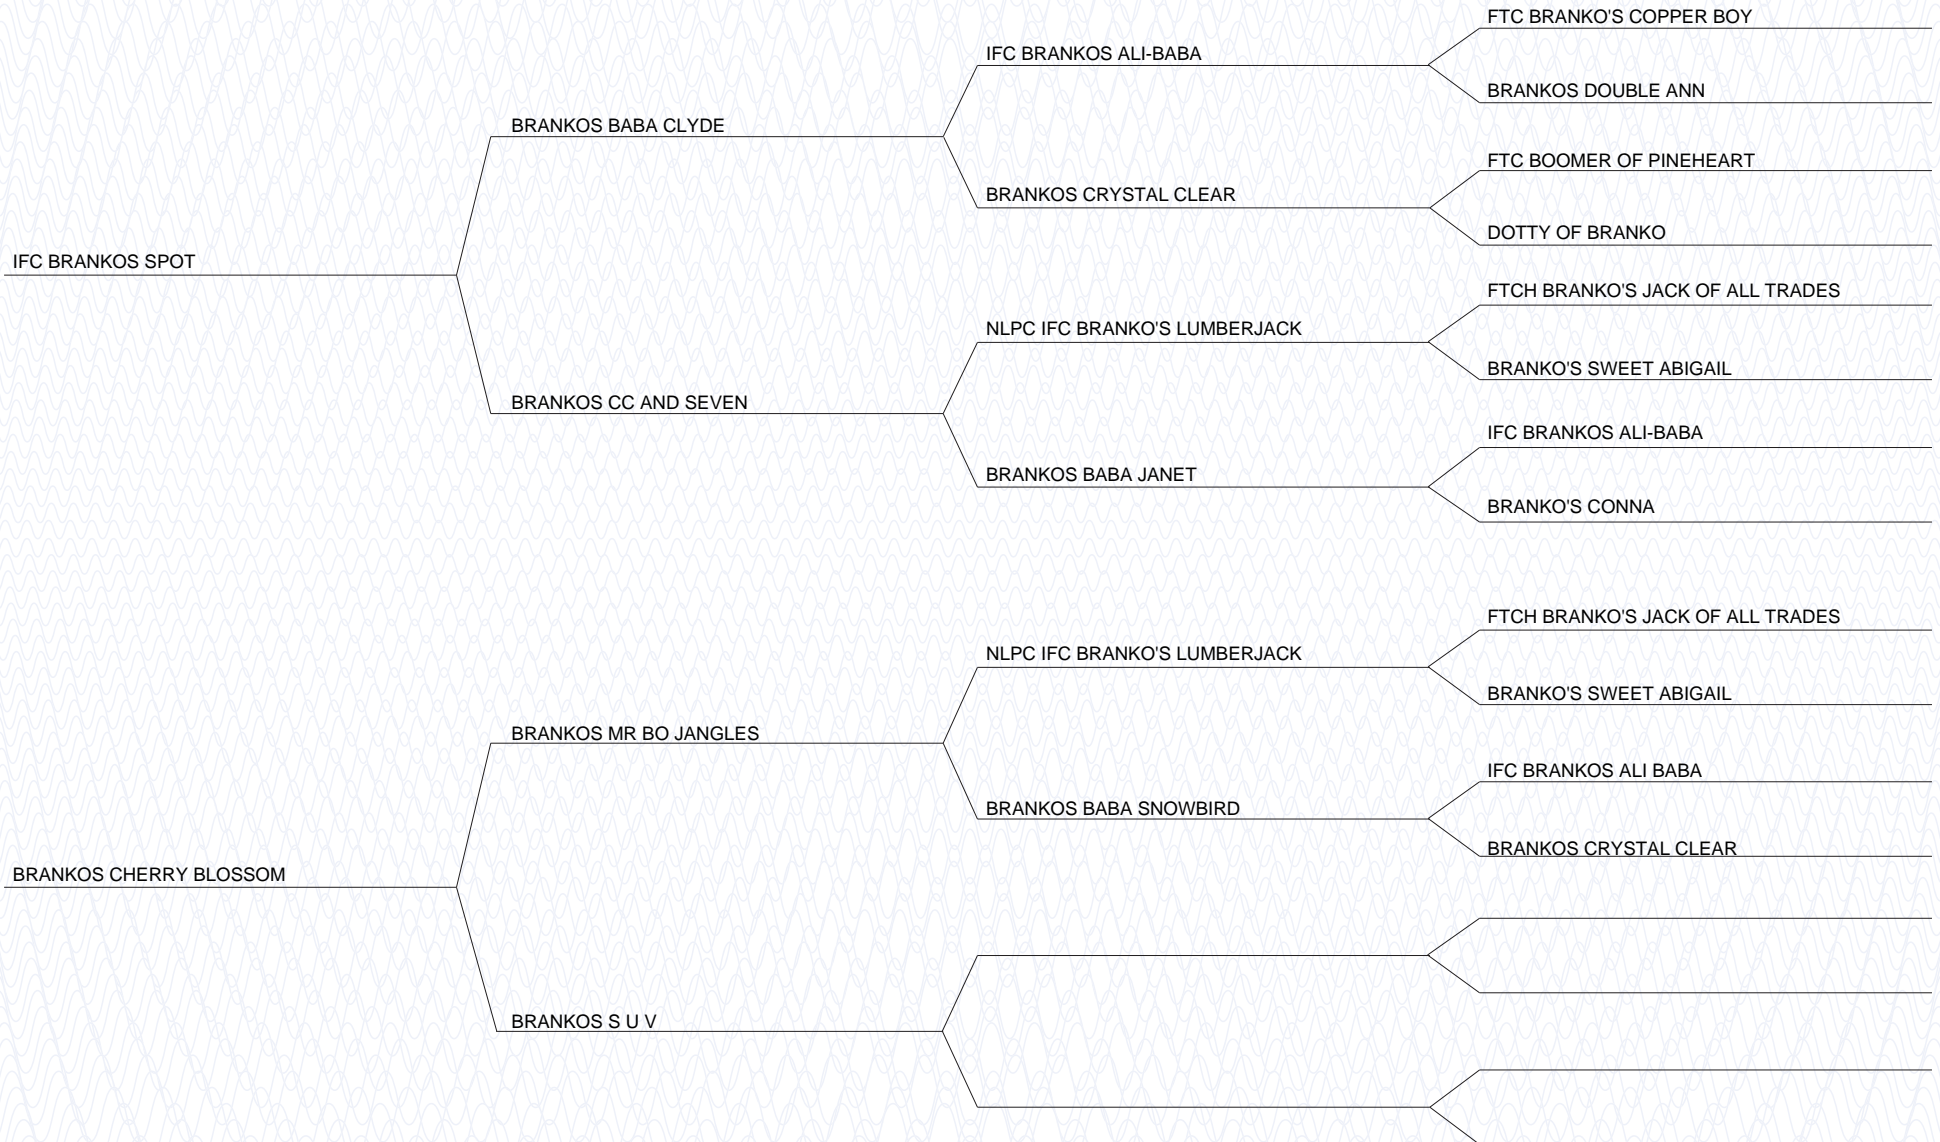 FTC BRANKO'S COPPER BOY
IFC BRANKOS ALI-BABA
BRANKOS DOUBLE ANN
BRANKOS BABA CLYDE
FTC BOOMER OF PINEHEART
BRANKOS CRYSTAL CLEAR
DOTTY OF BRANKO
IFC BRANKOS SPOT
FTCH BRANKO'S JACK OF ALL TRADES
NLPC IFC BRANKO'S LUMBERJACK
BRANKO'S SWEET ABIGAIL
BRANKOS CC AND SEVEN
IFC BRANKOS ALI-BABA
BRANKOS BABA JANET
BRANKO'S CONNA
FTCH BRANKO'S JACK OF ALL TRADES
NLPC IFC BRANKO'S LUMBERJACK
BRANKO'S SWEET ABIGAIL
BRANKOS MR BO JANGLES
IFC BRANKOS ALI BABA
BRANKOS BABA SNOWBIRD
BRANKOS CRYSTAL CLEAR
BRANKOS CHERRY BLOSSOM
BRANKOS S U V